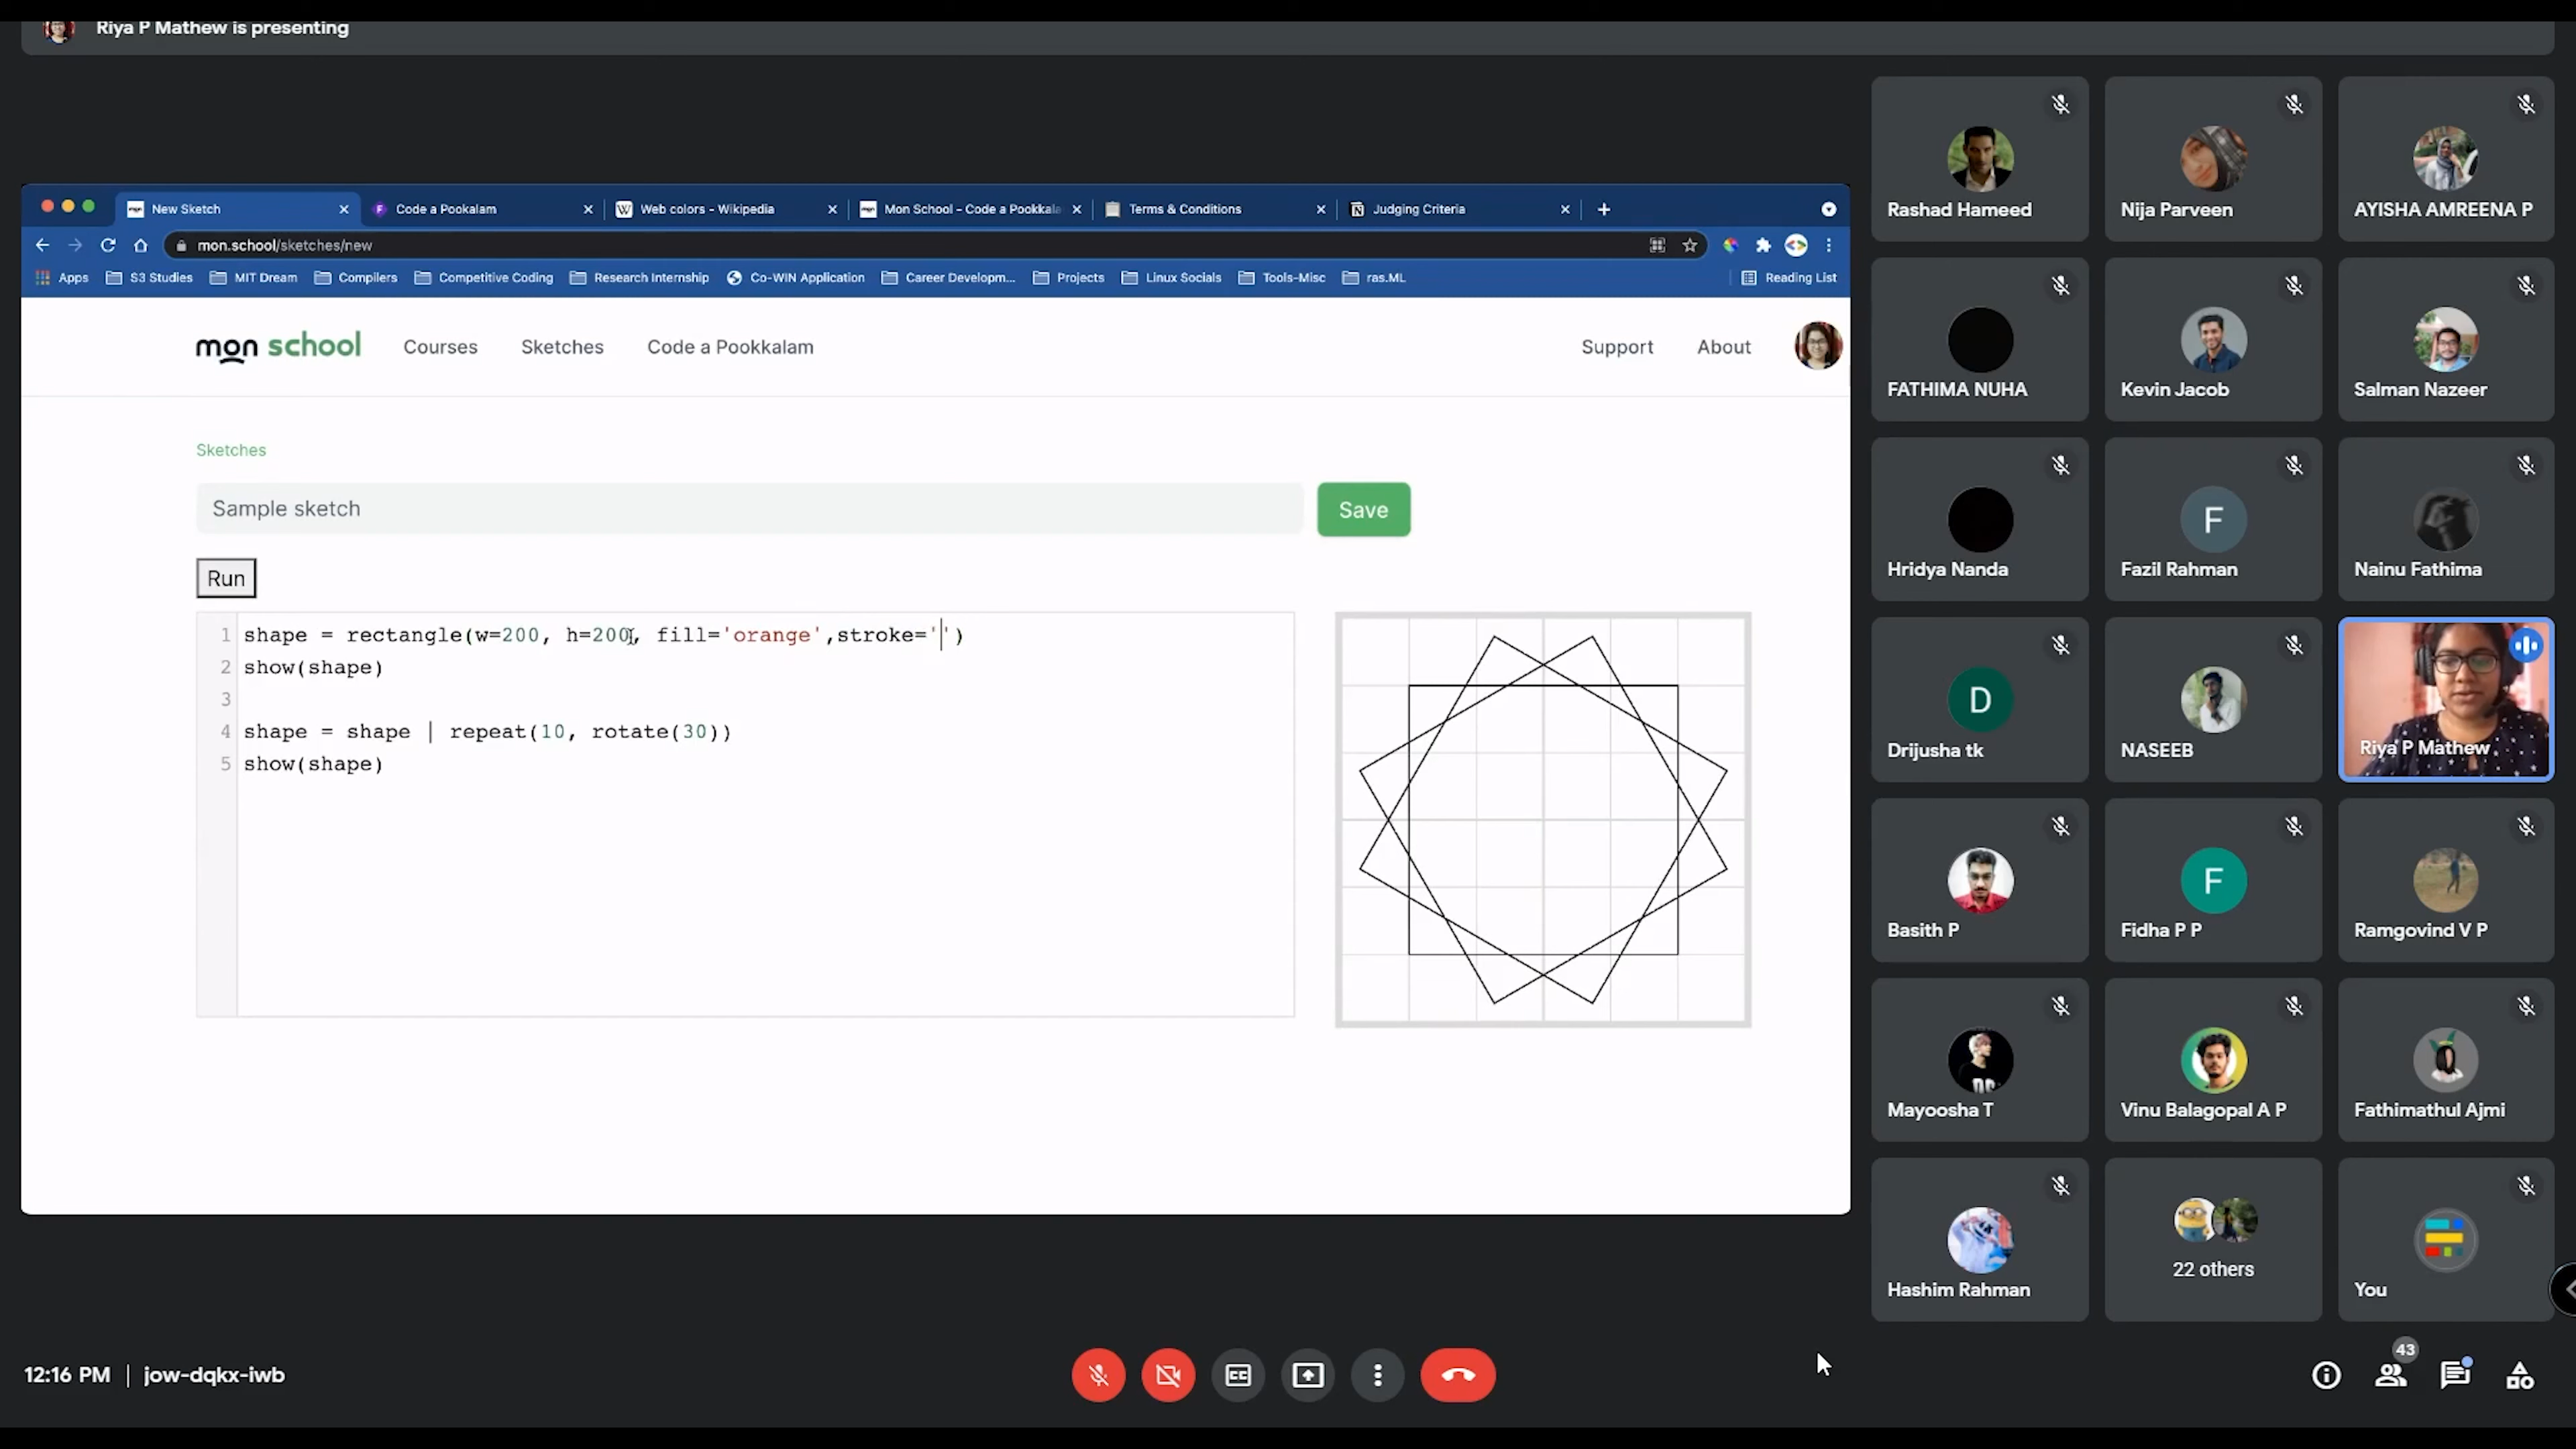 Riya P Mathew is presenting
New Sketch
Code a Pookalam
Web colors - Wikipedia
Mon School - Code a Pookkala
Terms & Conditions
Judging Criteria
mon.school/sketches/new
Apps
S3 Studies
MIT Dream
Compilers
Competitive Coding
Research Internship
Co-WIN Application
Career Developm...
Projects
Linux Socials
Tools-Misc
ras.ML
Reading List
mon school
Courses
Sketches
Code a Pookkalam
Support
About
Sketches
Sample sketch
Save
Run
1 shape = rectangle(w=200, h=200, fill='orange',stroke='')
2 show(shape)
3
4 shape = shape | repeat(10, rotate(30))
5 show(shape)
Rashad Hameed
Nija Parveen
AYISHA AMREENA P
FATHIMA NUHA
Kevin Jacob
Salman Nazeer
Hridya Nanda
F
Fazil Rahman
Nainu Fathima
D
Drijusha tk
NASEEB
Riya P Mathew
Basith P
F
Fidha P P
Ramgovind V P
Mayoosha T
Vinu Balagopal A P
Fathimathul Ajmi
Hashim Rahman
22 others
You
12:16 PM | jow-dqkx-iwb
CC
43